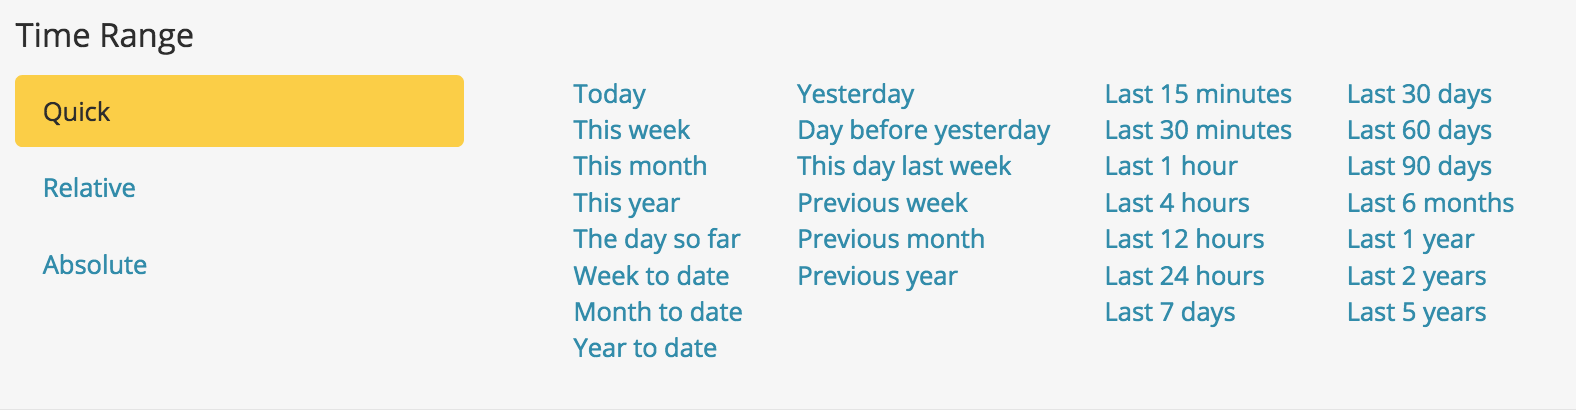 Time Range
Quick
Relative
Absolute
Today
This week
This month
This year
The day so far
Week to date
Month to date
Year to date
Yesterday
Day before yesterday
This day last week
Previous week
Previous month
Previous year
Last 15 minutes
Last 30 minutes
Last 1 hour
Last 4 hours
Last 12 hours
Last 24 hours
Last 7 days
Last 30 days
Last 60 days
Last 90 days
Last 6 months
Last 1 year
Last 2 years
Last 5 years